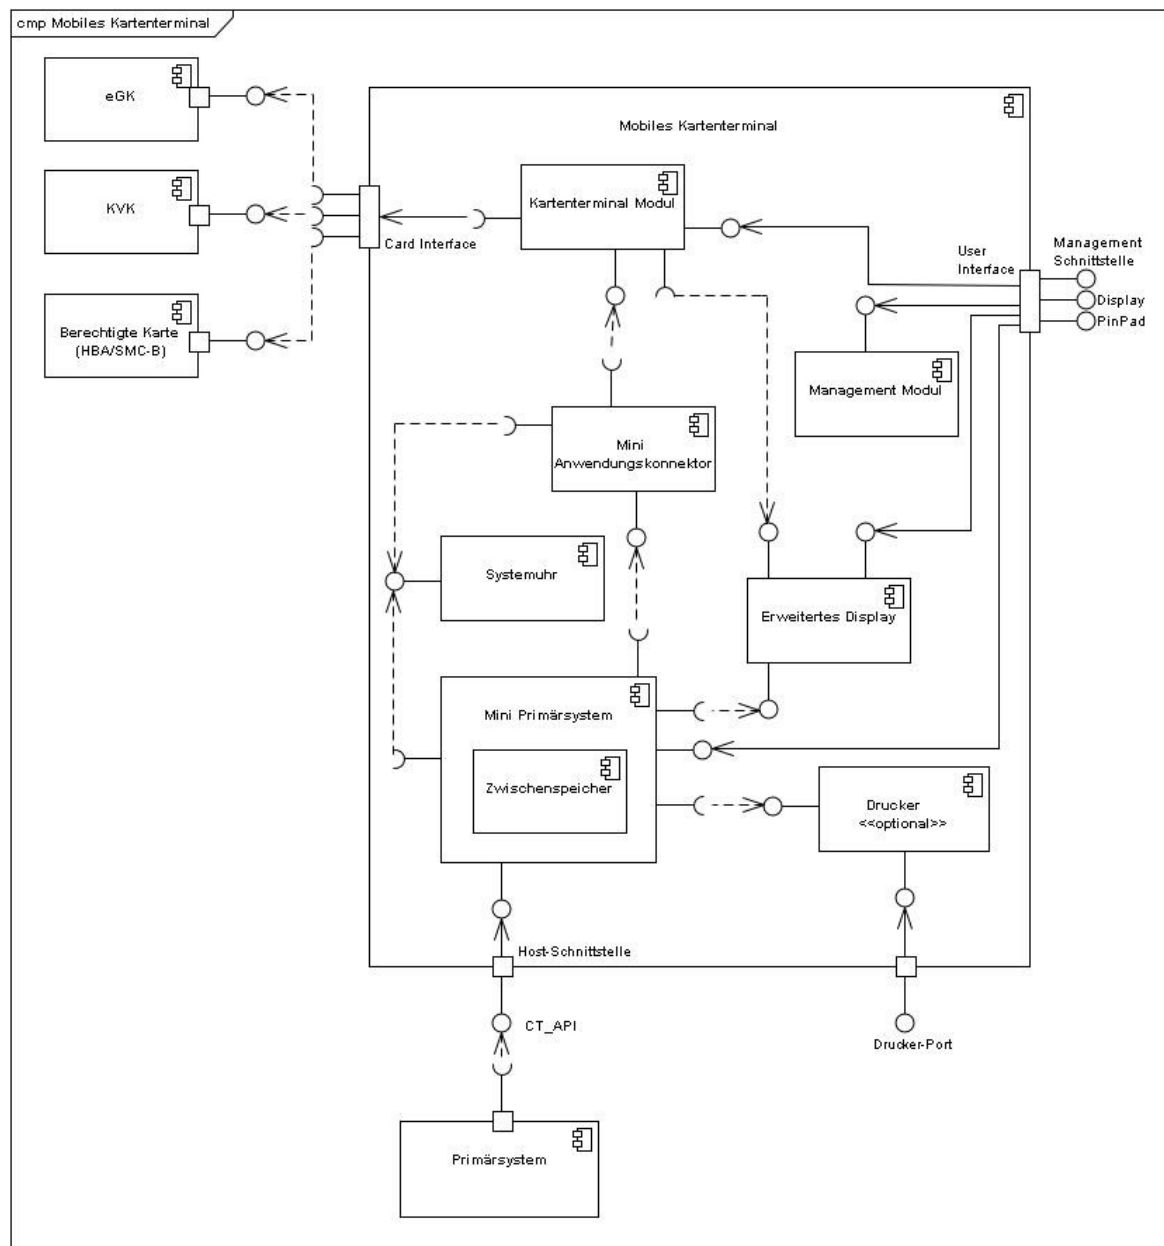 cmp Mobiles Kartenterminal
eGK
Mobiles Kartenterminal
KVK
Kartenterminal Modul
Card Interface
User
Interface
Management
Schnittstelle
Display
PinPad
Berechtigte Karte
(HBA/SMC-B)
Management Modul
Mini
Anwendungskonnektor
Systemuhr
Erweitertes Display
Mini Primärsystem
Zwischenspeicher
Drucker
<<optional>>
Host-Schnittstelle
CT_API
Drucker-Port
Primärsystem